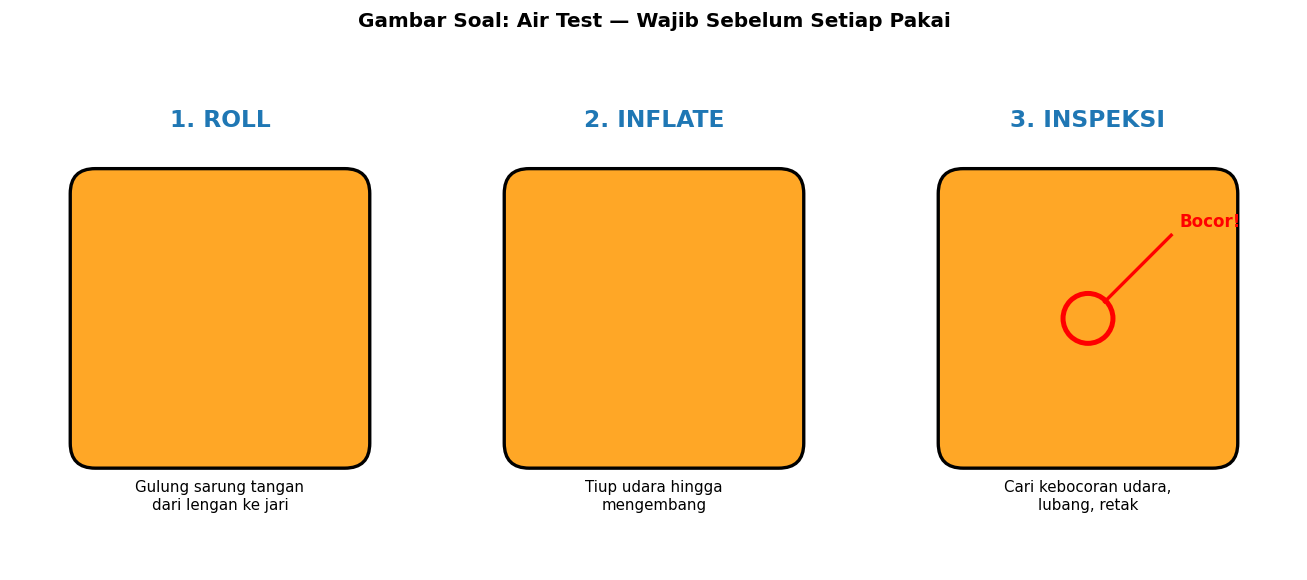 Gambar Soal: Air Test — Wajib Sebelum Setiap Pakai
1. ROLL
2. INFLATE
3. INSPEKSI
Bocor!
Gulung sarung tangan
dari lengan ke jari
Tiup udara hingga
mengembang
Cari kebocoran udara,
lubang, retak